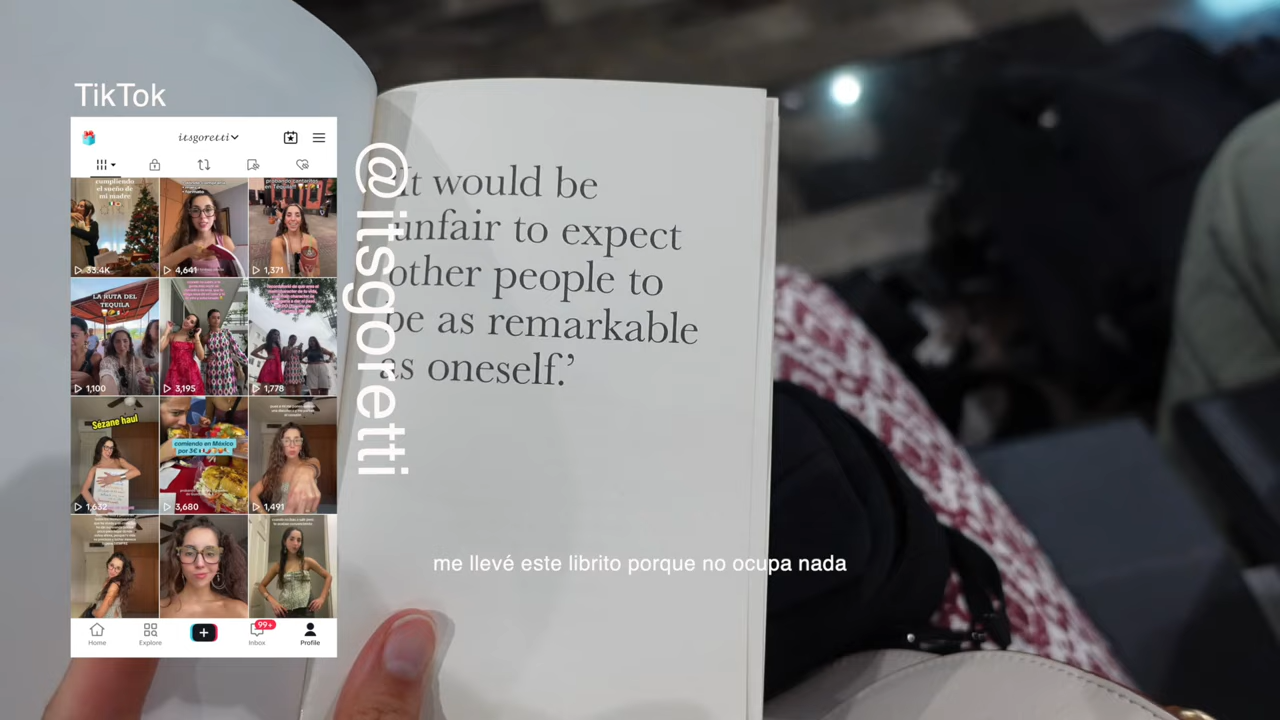 TikTok
itsgoretti
cumpliendo
el sueño de
mi madre
33.4K
4,641
1,371
LA RUTA DEL
TEQUILA
1,100
3,195
1,778
Sézane haul
1,632
comiendo en México
por 3€
3,680
1,491
Home
Explore
99+
Inbox
Profile
@itsgoretti
It would be
unfair to expect
other people to
be as remarkable
as oneself.’
me llevé este librito porque no ocupa nada